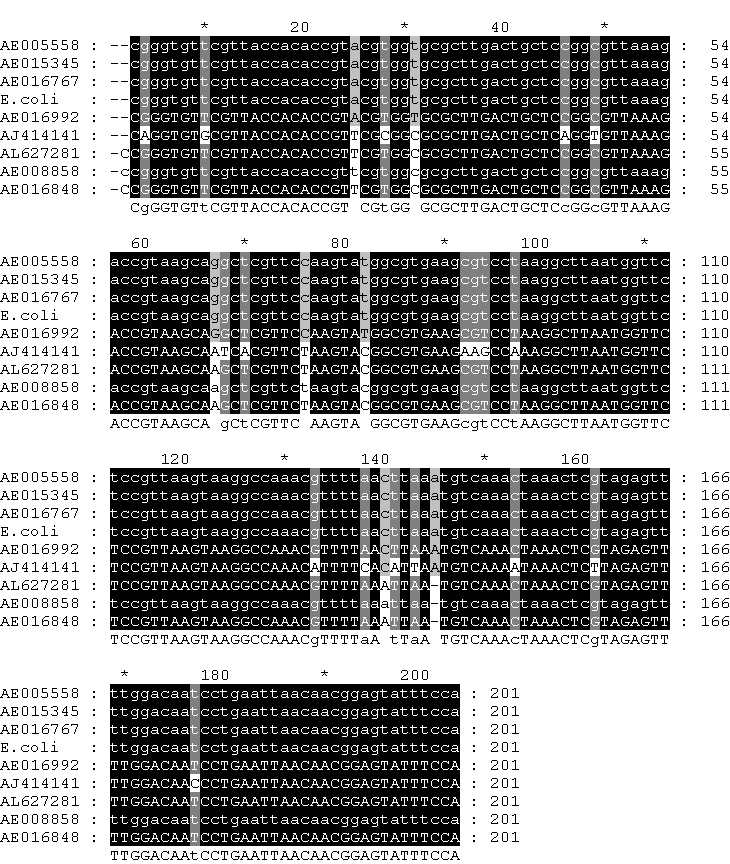 * 20 * 40 *
AE005558 : --cgggtgttcgttaccacaccgtacgtggtgcgcttgactgctccggcgttaaag : 54
AE015345 : --cgggtgttcgttaccacaccgtacgtggtgcgcttgactgctccggcgttaaag : 54
AE016767 : --cgggtgttcgttaccacaccgtacgtggtgcgcttgactgctccggcgttaaag : 54
E.coli : --cgggtgttcgttaccacaccgtacgtggtgcgcttgactgctccggcgttaaag : 54
AE016992 : --CGGGTGTTCGTTACCACACCGTACGTGGTGCGCTTGACTGCTCCGGCGTTAAAG : 54
AJ414141 : --CAGGTGTGCGTTACCACACCGTTCGCGGCGCGCTTGACTGCTCAGGTGTTAAAG : 54
AL627281 : -CCGGGTGTTCGTTACCACACCGTTCGTGGCGCGCTTGACTGCTCCGGCGTTAAAG : 55
AE008858 : -ccgggtgttcgttaccacaccgttcgtggcgcgcttgactgctccggcgttaaag : 55
AE016848 : -CCGGGTGTTCGTTACCACACCGTTCGTGGCGCGCTTGACTGCTCCGGCGTTAAAG : 55
CgGGTGTtCGTTACCACACCGT CGtGG GCGCTTGACTGCTCcGGcGTTAAAG
60 * 80 * 100 *
AE005558 : accgtaagcaggctcgttccaagtatggcgtgaagcgtcctaaggcttaatggttc : 110
AE015345 : accgtaagcaggctcgttccaagtatggcgtgaagcgtcctaaggcttaatggttc : 110
AE016767 : accgtaagcaggctcgttccaagtatggcgtgaagcgtcctaaggcttaatggttc : 110
E.coli : accgtaagcaggctcgttccaagtatggcgtgaagcgtcctaaggcttaatggttc : 110
AE016992 : ACCGTAAGCAGGCTCGTTCCAAGTATGGCGTGAAGCGTCCTAAGGCTTAATGGTTC : 110
AJ414141 : ACCGTAAGCAATCACGTTCTAAGTACGGCGTGAAGAAGCCAAAGGCTTAATGGTTC : 110
AL627281 : ACCGTAAGCAAGCTCGTTCTAAGTACGGCGTGAAGCGTCCTAAGGCTTAATGGTTC : 111
AE008858 : accgtaagcaagctcgttctaagtacggcgtgaagcgtcctaaggcttaatggttc : 111
AE016848 : ACCGTAAGCAAGCTCGTTCTAAGTACGGCGTGAAGCGTCCTAAGGCTTAATGGTTC : 111
ACCGTAAGCA gCtCGTTC AAGTA GGCGTGAAGcgtCCtAAGGCTTAATGGTTC
120 * 140 * 160
AE005558 : tccgttaagtaaggccaaacgttttaacttaaatgtcaaactaaactcgtagagtt : 166
AE015345 : tccgttaagtaaggccaaacgttttaacttaaatgtcaaactaaactcgtagagtt : 166
AE016767 : tccgttaagtaaggccaaacgttttaacttaaatgtcaaactaaactcgtagagtt : 166
E.coli : tccgttaagtaaggccaaacgttttaacttaaatgtcaaactaaactcgtagagtt : 166
AE016992 : TCCGTTAAGTAAGGCCAAACGTTTTAACTTAAATGTCAAACTAAACTCGTAGAGTT : 166
AJ414141 : TCCGTTAAGTAAGGCCAAACATTTTCACATTAATGTCAAAATAAACTCTTAGAGTT : 166
AL627281 : TCCGTTAAGTAAGGCCAAACGTTTTAAATTAA-TGTCAAACTAAACTCGTAGAGTT : 166
AE008858 : tccgttaagtaaggccaaacgttttaaattaa-tgtcaaactaaactcgtagagtt : 166
AE016848 : TCCGTTAAGTAAGGCCAAACGTTTTAAATTAA-TGTCAAACTAAACTCGTAGAGTT : 166
TCCGTTAAGTAAGGCCAAACgTTTTaA tTaA TGTCAAAcTAAACTCgTAGAGTT
* 180 * 200
AE005558 : ttggacaatcctgaattaacaacggagtatttcca : 201
AE015345 : ttggacaatcctgaattaacaacggagtatttcca : 201
AE016767 : ttggacaatcctgaattaacaacggagtatttcca : 201
E.coli : ttggacaatcctgaattaacaacggagtatttcca : 201
AE016992 : TTGGACAATCCTGAATTAACAACGGAGTATTTCCA : 201
AJ414141 : TTGGACAACCCTGAATTAACAACGGAGTATTTCCA : 201
AL627281 : TTGGACAATCCTGAATTAACAACGGAGTATTTCCA : 201
AE008858 : ttggacaatcctgaattaacaacggagtatttcca : 201
AE016848 : TTGGACAATCCTGAATTAACAACGGAGTATTTCCA : 201
TTGGACAAtCCTGAATTAACAACGGAGTATTTCCA